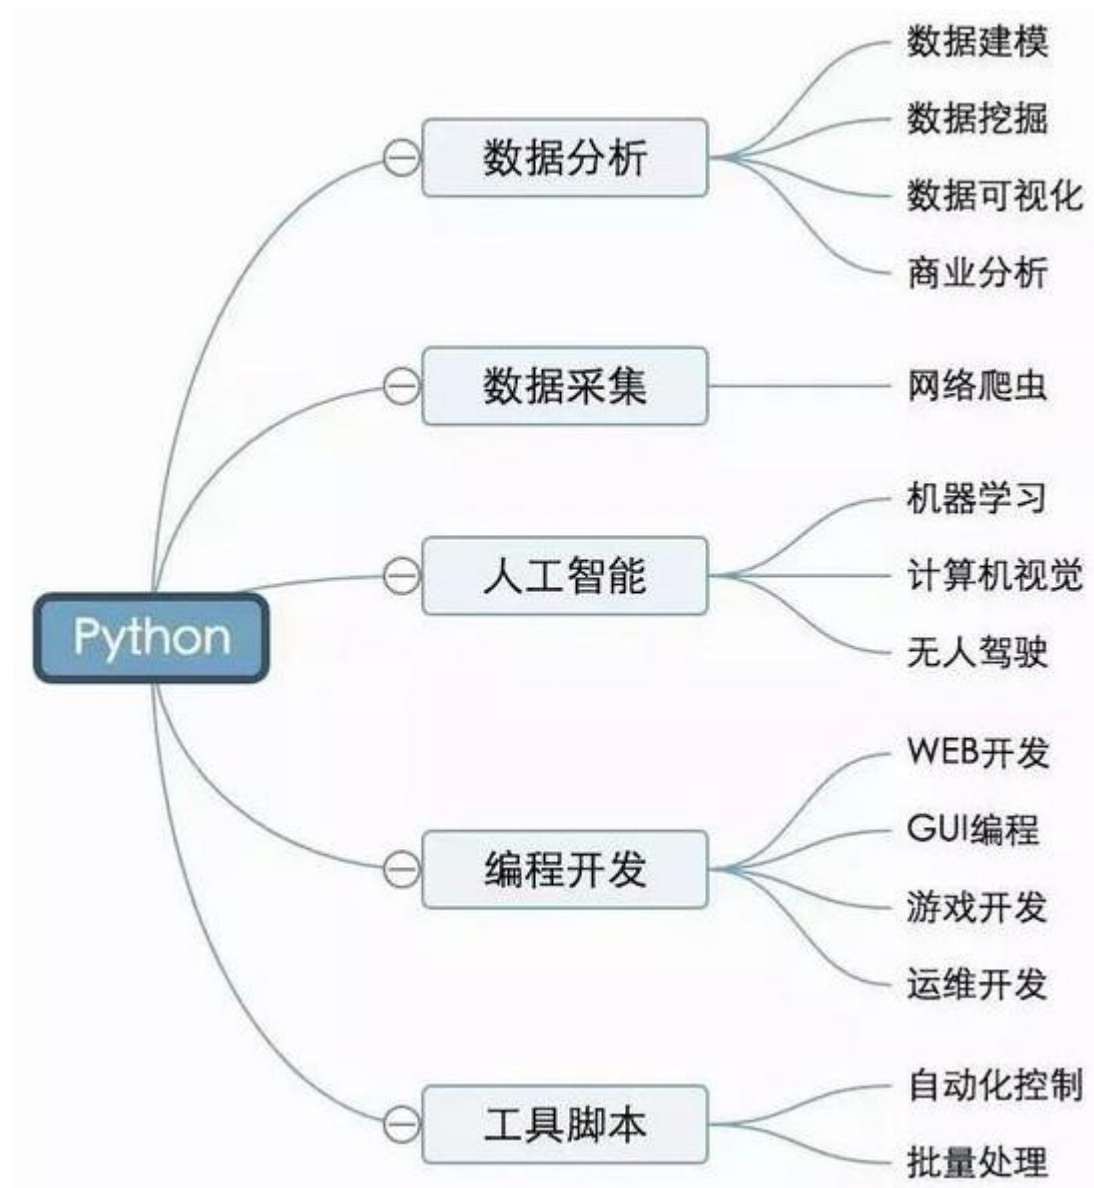 Python
数据分析
数据建模
数据挖掘
数据可视化
商业分析
数据采集
网络爬虫
人工智能
机器学习
计算机视觉
无人驾驶
编程开发
WEB开发
GUI编程
游戏开发
运维开发
工具脚本
自动化控制
批量处理